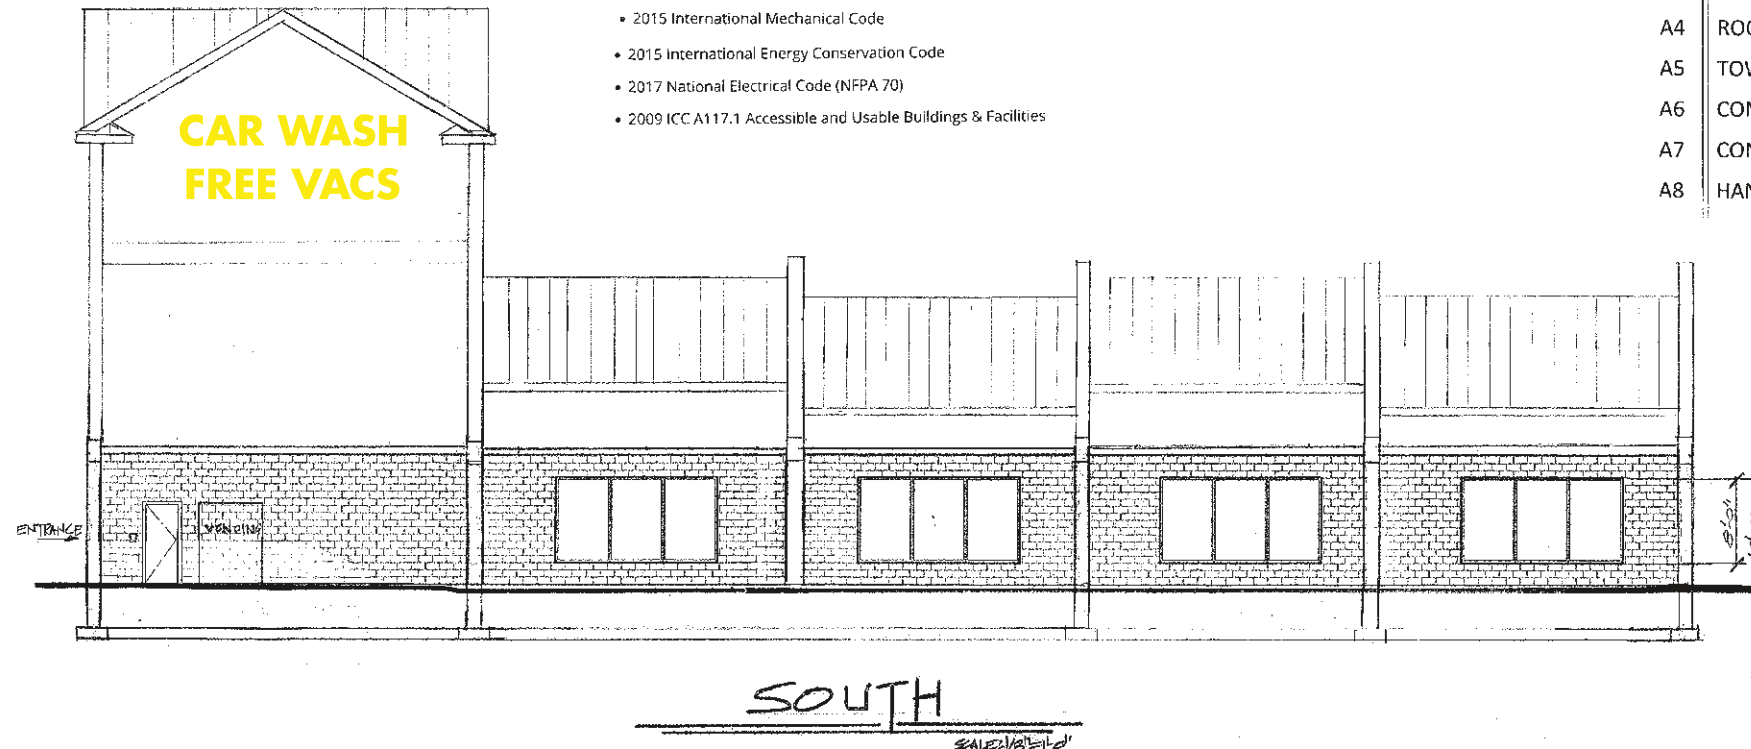 • 2015 International Mechanical Code
• 2015 International Energy Conservation Code
• 2017 National Electrical Code (NFPA 70)
• 2009 ICC A117.1 Accessible and Usable Buildings & Facilities
A4
A5
A6
A7
A8
CAR WASH
FREE VACS
ENTRANCE
VENDING
8'0"
SOUTH